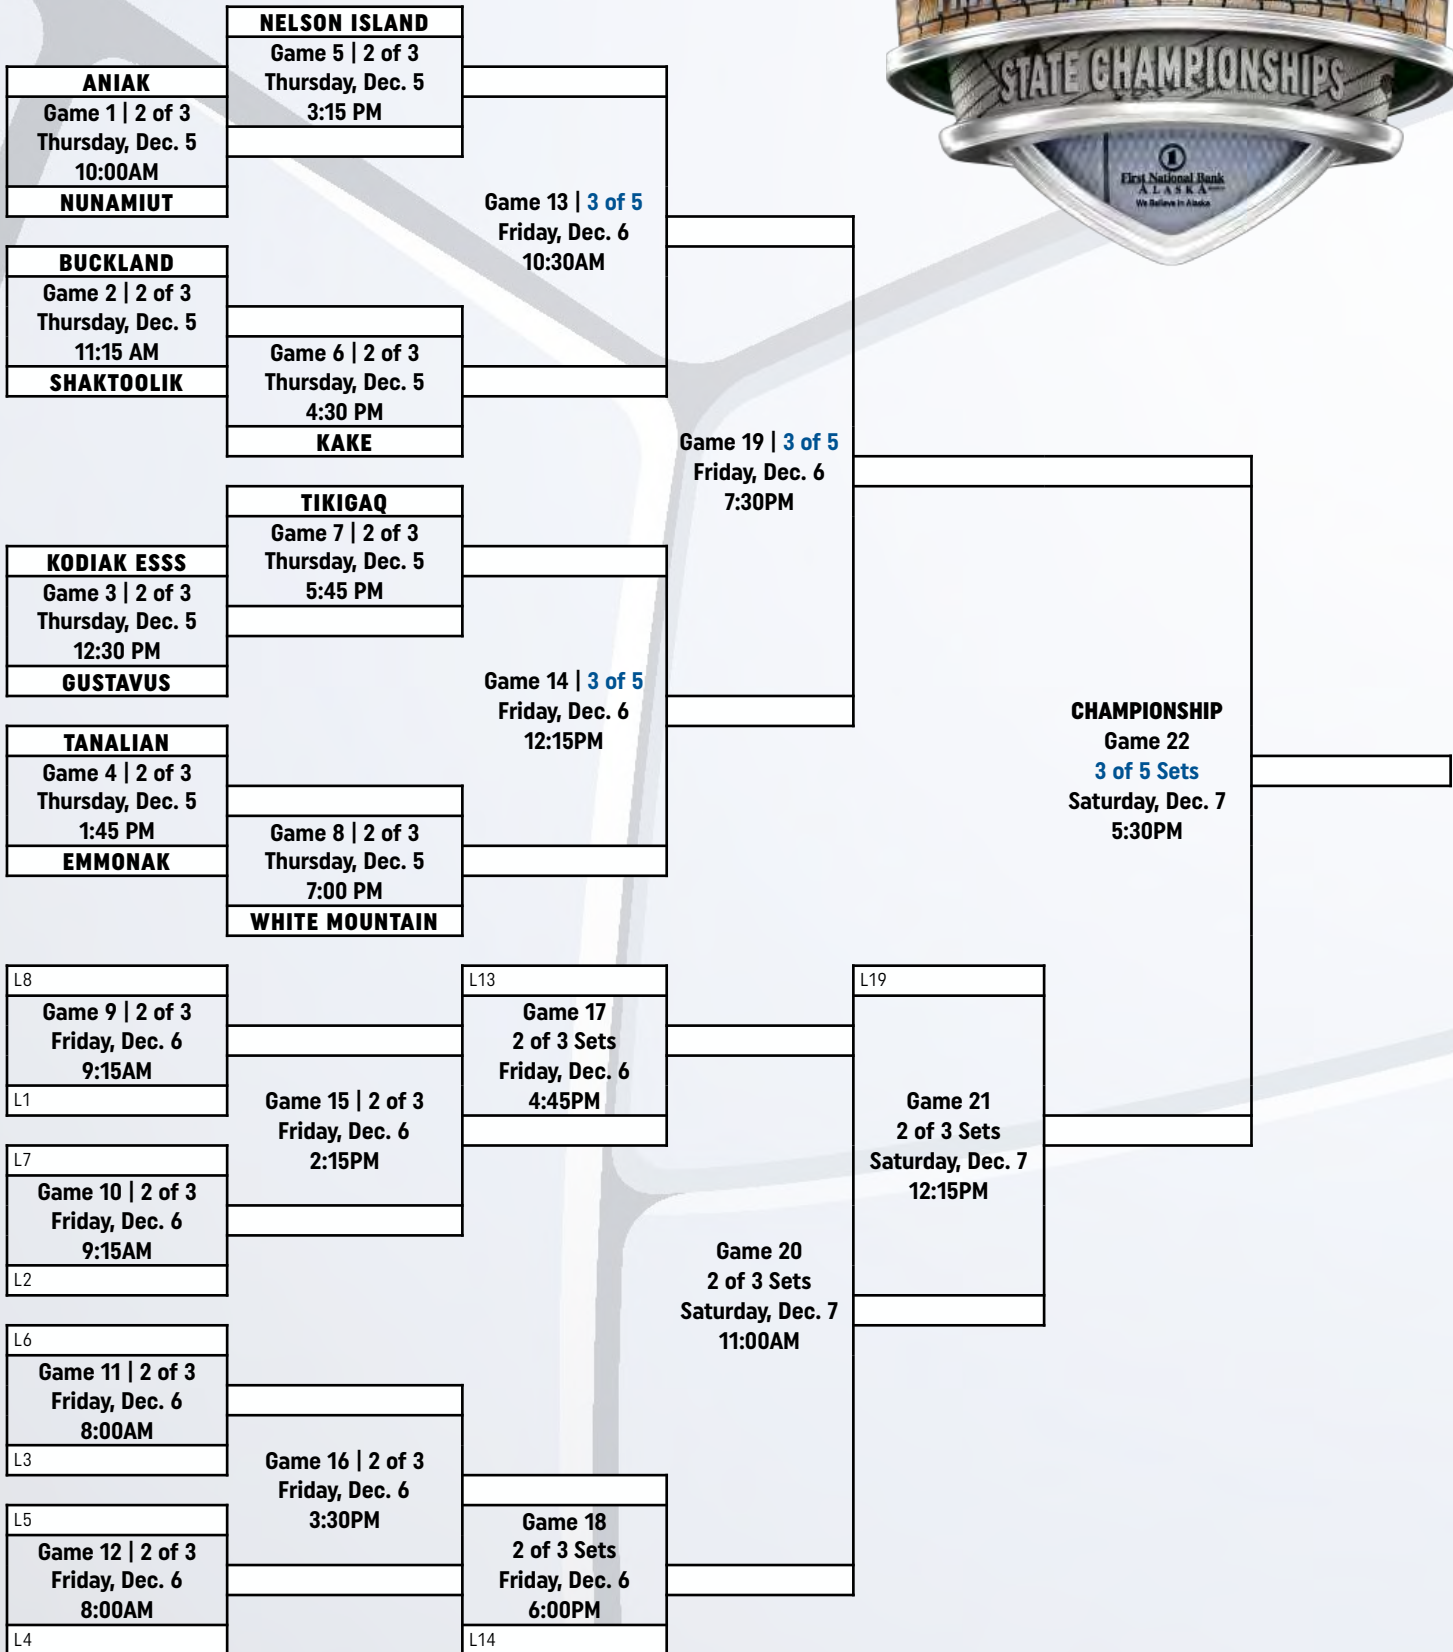 STATE CHAMPIONSHIPS
1
First National Bank
ALASKA
We Believe in Alaska
ANIAK
Game 1 | 2 of 3
Thursday, Dec. 5
10:00AM
NUNAMIUT
BUCKLAND
Game 2 | 2 of 3
Thursday, Dec. 5
11:15 AM
SHAKTOOLIK
KODIAK ESSS
Game 3 | 2 of 3
Thursday, Dec. 5
12:30 PM
GUSTAVUS
TANALIAN
Game 4 | 2 of 3
Thursday, Dec. 5
1:45 PM
EMMONAK
NELSON ISLAND
Game 5 | 2 of 3
Thursday, Dec. 5
3:15 PM
Game 6 | 2 of 3
Thursday, Dec. 5
4:30 PM
KAKE
TIKIGAQ
Game 7 | 2 of 3
Thursday, Dec. 5
5:45 PM
Game 8 | 2 of 3
Thursday, Dec. 5
7:00 PM
WHITE MOUNTAIN
Game 13 | 3 of 5
Friday, Dec. 6
10:30AM
Game 14 | 3 of 5
Friday, Dec. 6
12:15PM
Game 19 | 3 of 5
Friday, Dec. 6
7:30PM
CHAMPIONSHIP
Game 22
3 of 5 Sets
Saturday, Dec. 7
5:30PM
L8
Game 9 | 2 of 3
Friday, Dec. 6
9:15AM
L1
L7
Game 10 | 2 of 3
Friday, Dec. 6
9:15AM
L2
L6
Game 11 | 2 of 3
Friday, Dec. 6
8:00AM
L3
L5
Game 12 | 2 of 3
Friday, Dec. 6
8:00AM
L4
Game 15 | 2 of 3
Friday, Dec. 6
2:15PM
Game 16 | 2 of 3
Friday, Dec. 6
3:30PM
L13
Game 17
2 of 3 Sets
Friday, Dec. 6
4:45PM
Game 18
2 of 3 Sets
Friday, Dec. 6
6:00PM
L14
Game 20
2 of 3 Sets
Saturday, Dec. 7
11:00AM
L19
Game 21
2 of 3 Sets
Saturday, Dec. 7
12:15PM